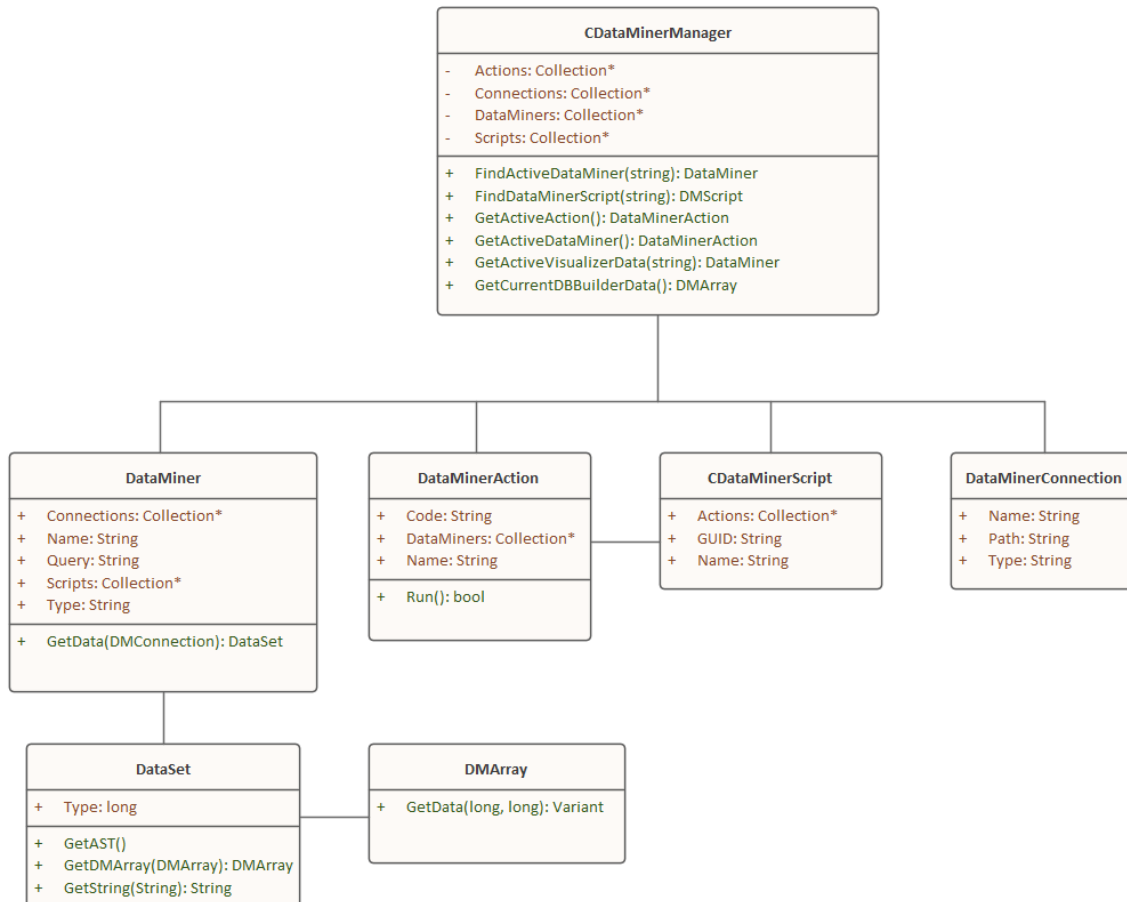 CDataMinerManager
- Actions: Collection*
- Connections: Collection*
- DataMiners: Collection*
- Scripts: Collection*
+ FindActiveDataMiner(string): DataMiner
+ FindDataMinerScript(string): DMScript
+ GetActiveAction(): DataMinerAction
+ GetActiveDataMiner(): DataMinerAction
+ GetActiveVisualizerData(string): DataMiner
+ GetCurrentDBBuilderData(): DMArray
DataMiner
+ Connections: Collection*
+ Name: String
+ Query: String
+ Scripts: Collection*
+ Type: String
+ GetData(DMConnection): DataSet
DataMinerAction
+ Code: String
+ DataMiners: Collection*
+ Name: String
+ Run(): bool
CDataMinerScript
+ Actions: Collection*
+ GUID: String
+ Name: String
DataMinerConnection
+ Name: String
+ Path: String
+ Type: String
DataSet
+ Type: long
+ GetAST()
+ GetDMArray(DMArray): DMArray
+ GetString(String): String
DMArray
+ GetData(long, long): Variant